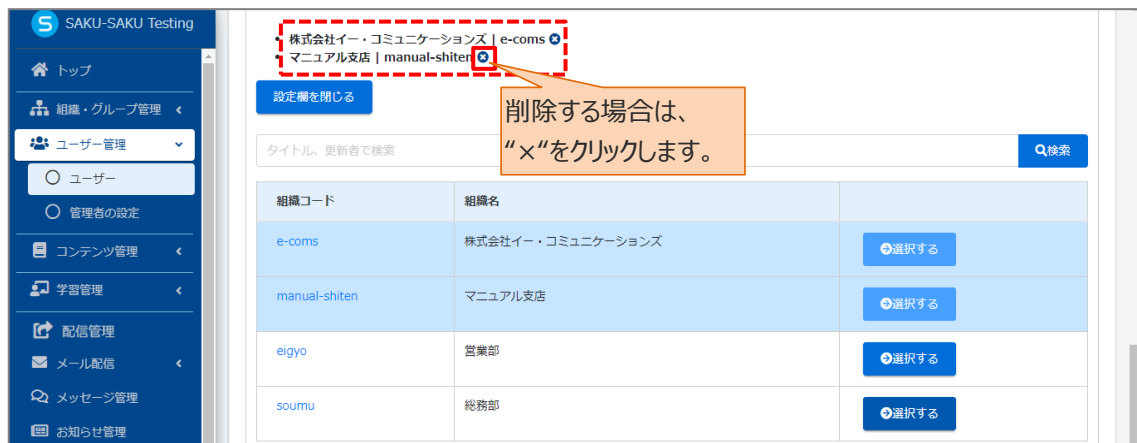 SAKU-SAKU Testing
トップ
組織・グループ管理
ユーザー管理
ユーザー
管理者の設定
コンテンツ管理
学習管理
配信管理
メール配信
メッセージ管理
お知らせ管理
株式会社イー・コミュニケーションズ | e-coms
マニュアル支店 | manual-shiten
設定欄を閉じる
削除する場合は、
“×“をクリックします。
タイトル、更新者で検索
検索
組織コード 組織名
e-coms 株式会社イー・コミュニケーションズ 選択する
manual-shiten マニュアル支店 選択する
eigyo 営業部 選択する
soumu 総務部 選択する